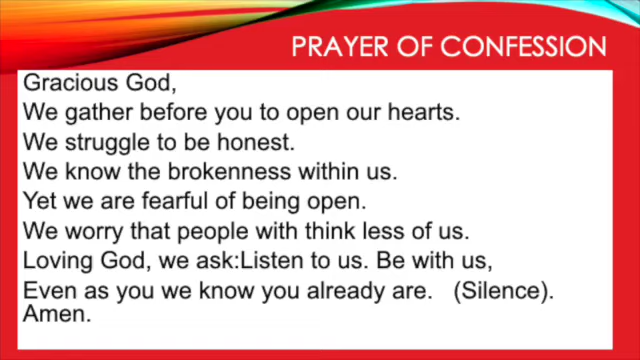 PRAYER OF CONFESSION
Gracious God,
We gather before you to open our hearts.
We struggle to be honest.
We know the brokenness within us.
Yet we are fearful of being open.
We worry that people with think less of us.
Loving God, we ask:Listen to us. Be with us,
Even as you we know you already are. (Silence).
Amen.